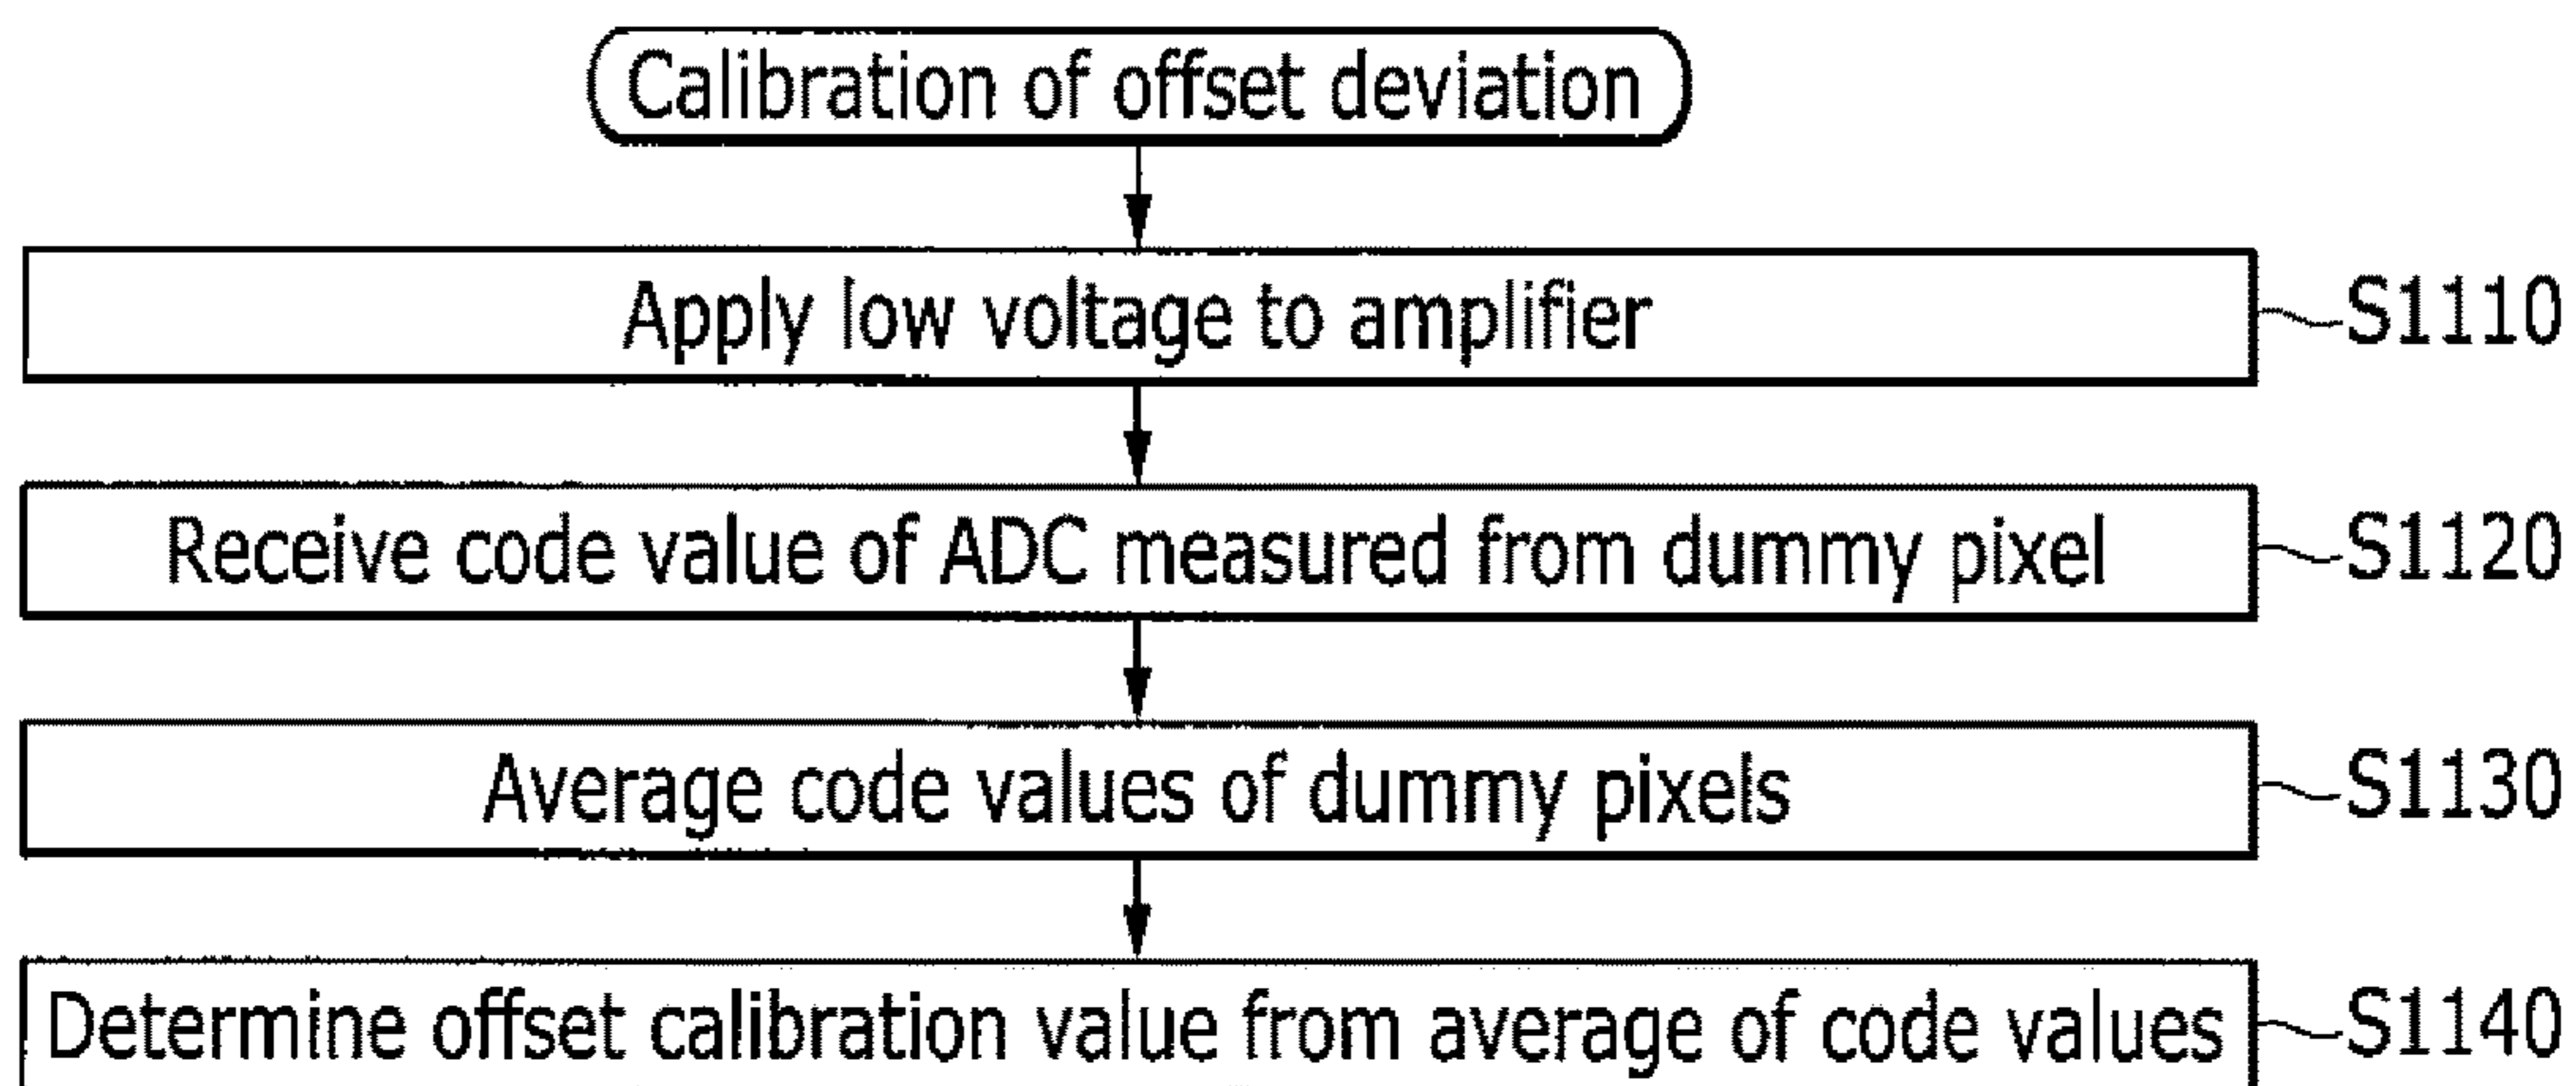 Calibration of offset deviation
Apply low voltage to amplifier
S1110
Receive code value of ADC measured from dummy pixel
S1120
Average code values of dummy pixels
S1130
Determine offset calibration value from average of code values
S1140